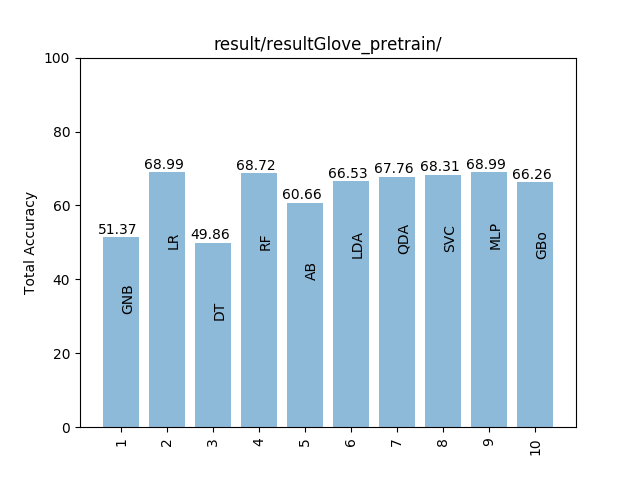 result/resultGlove_pretrain/
Total Accuracy
100
80
60
40
20
0
51.37
68.99
49.86
68.72
60.66
66.53
67.76
68.31
68.99
66.26
GNB
LR
DT
RF
AB
LDA
QDA
SVC
MLP
GBo
1
2
3
4
5
6
7
8
9
10